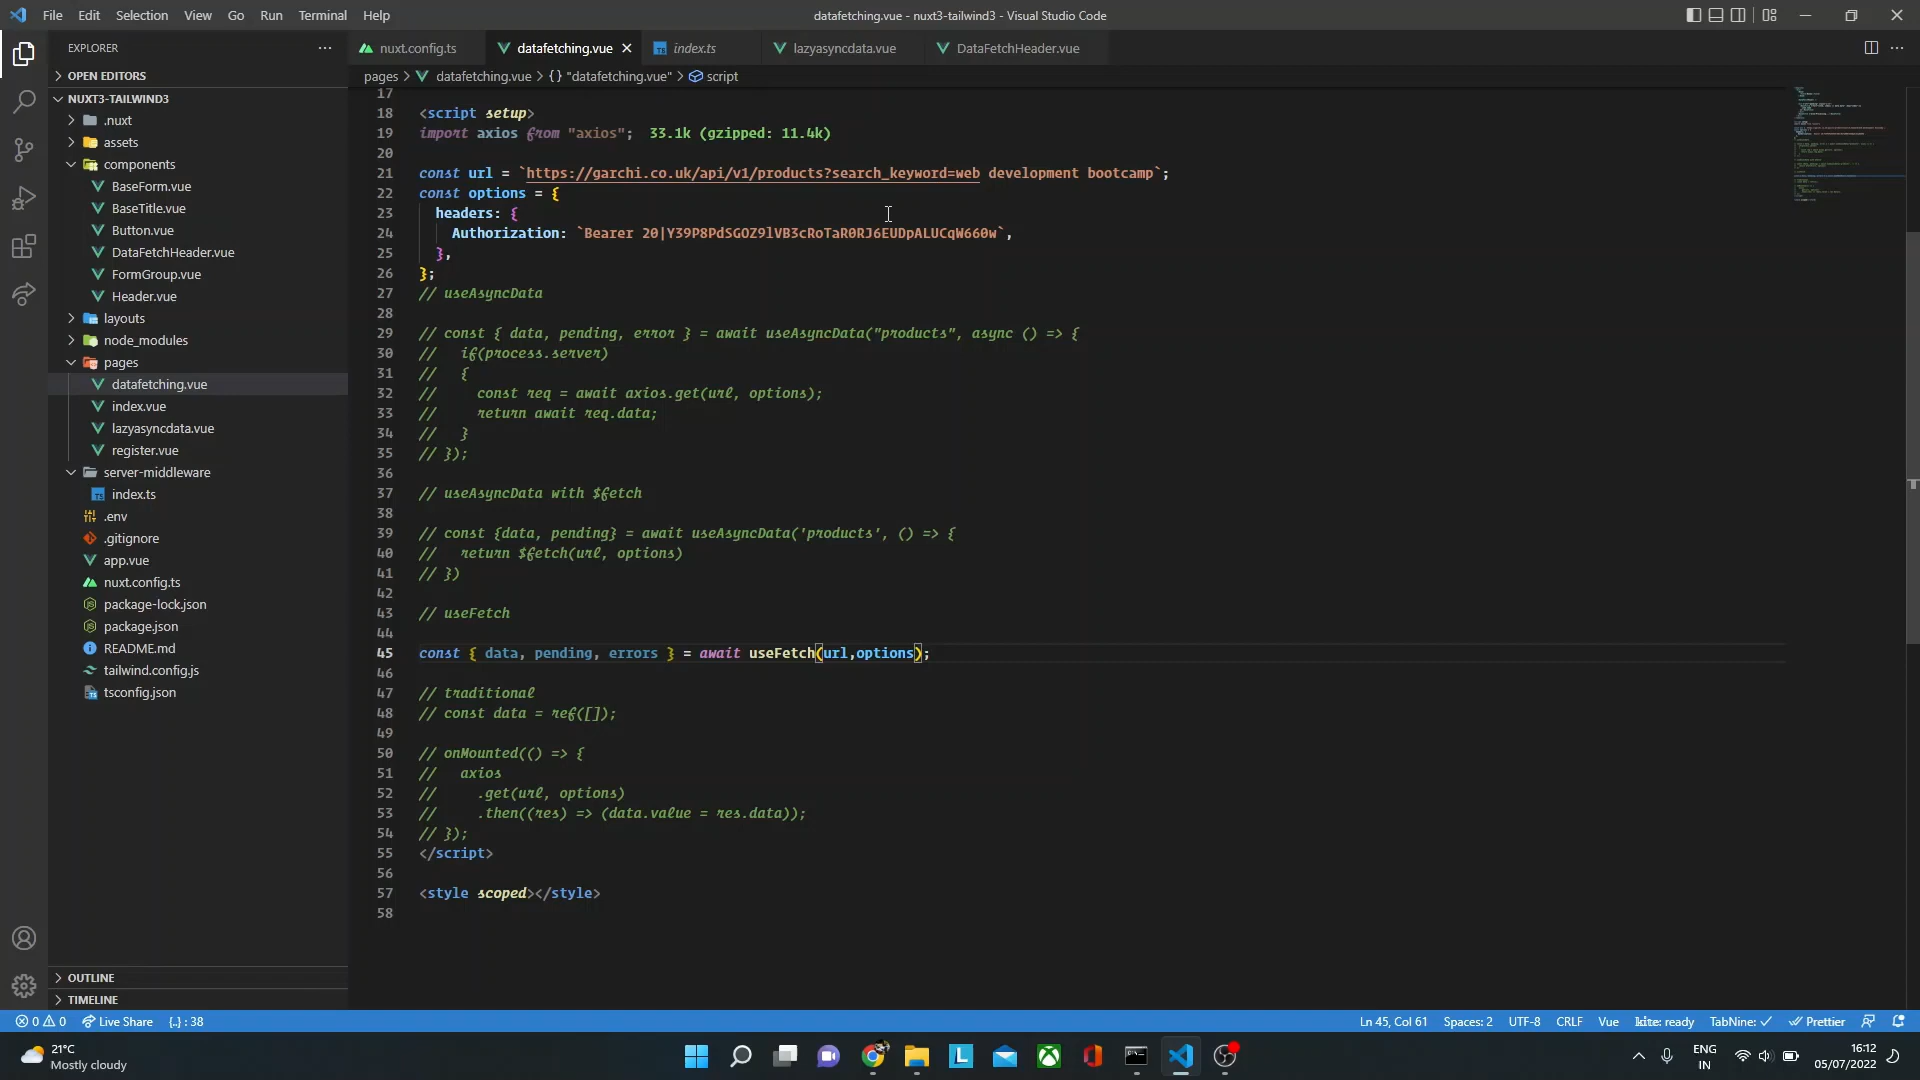 File Edit Selection View Go Run Terminal Help
datafetching.vue - nuxt3-tailwind3 - Visual Studio Code
EXPLORER
OPEN EDITORS
NUXT3-TAILWIND3
.nuxt
assets
components
BaseForm.vue
BaseTitle.vue
Button.vue
DataFetchHeader.vue
FormGroup.vue
Header.vue
layouts
node_modules
pages
datafetching.vue
index.vue
lazyasyncdata.vue
register.vue
server-middleware
index.ts
.env
.gitignore
app.vue
nuxt.config.ts
package-lock.json
package.json
README.md
tailwind.config.js
tsconfig.json
OUTLINE
TIMELINE
nuxt.config.ts datafetching.vue index.ts lazyasyncdata.vue DataFetchHeader.vue
pages > datafetching.vue > {} "datafetching.vue" > script
17
18 <script setup>
19 import axios from "axios"; 33.1k (gzipped: 11.4k)
20
21 const url = `https://garchi.co.uk/api/v1/products?search_keyword=web development bootcamp`;
22 const options = {
23 headers: {
24 Authorization: `Bearer 20|Y39P8PdSGOZ9lVB3cRoTaR0RJ6EUDpALUCqW660w`,
25 },
26 };
27 // useAsyncData
28
29 // const { data, pending, error } = await useAsyncData("products", async () => {
30 // if(process.server)
31 // {
32 // const req = await axios.get(url, options);
33 // return await req.data;
34 // }
35 // });
36
37 // useAsyncData with $fetch
38
39 // const {data, pending} = await useAsyncData('products', () => {
40 // return $fetch(url, options)
41 // })
42
43 // useFetch
44
45 const { data, pending, errors } = await useFetch(url,options);
46
47 // traditional
48 // const data = ref([]);
49
50 // onMounted(() => {
51 // axios
52 // .get(url, options)
53 // .then((res) => (data.value = res.data));
54 // });
55 </script>
56
57 <style scoped></style>
58
0 0 Live Share {..} : 38
Ln 45, Col 61 Spaces: 2 UTF-8 CRLF Vue kite: ready TabNine: ✓ Prettier
21°C
Mostly cloudy
ENG
IN
16:12
05/07/2022